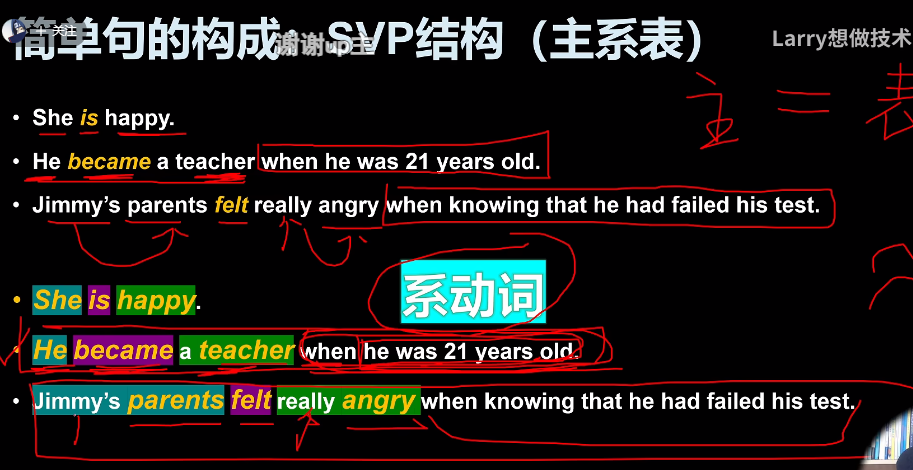 + 关注
简单句的构成：SVP结构（主系表）
谢谢up主
Larry想做技术
主 = 表
• She is happy.
• He became a teacher when he was 21 years old.
• Jimmy's parents felt really angry when knowing that he had failed his test.
系动词
• She is happy.
• He became a teacher when he was 21 years old.
• Jimmy's parents felt really angry when knowing that he had failed his test.